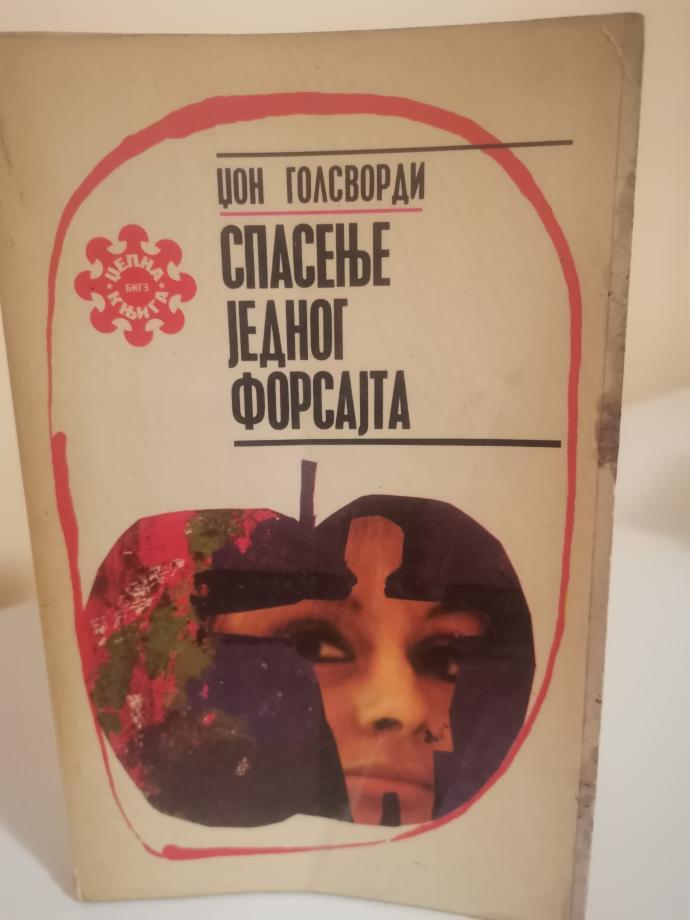 ЏОН ГОЛСВОРДИ
СПАСЕЊЕ
ЈЕДНОГ
ФОРСАЈТА
ЏЕПНА
БИГЗ
КЊИГА